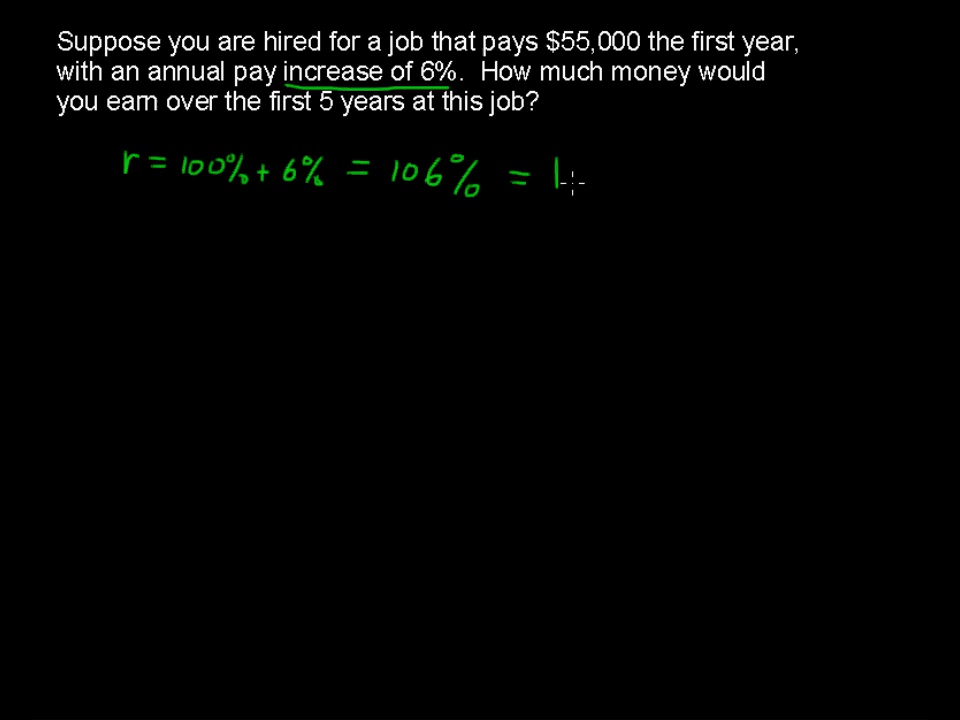 Suppose you are hired for a job that pays $55,000 the first year,
with an annual pay increase of 6%. How much money would
you earn over the first 5 years at this job?
r = 100% + 6% = 106% = 1